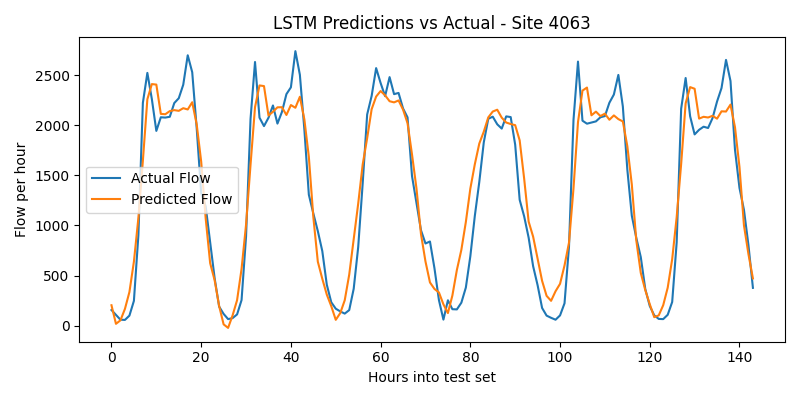 LSTM Predictions vs Actual - Site 4063
Flow per hour
2500
2000
1500
1000
500
0
Actual Flow
Predicted Flow
0 20 40 60 80 100 120 140
Hours into test set